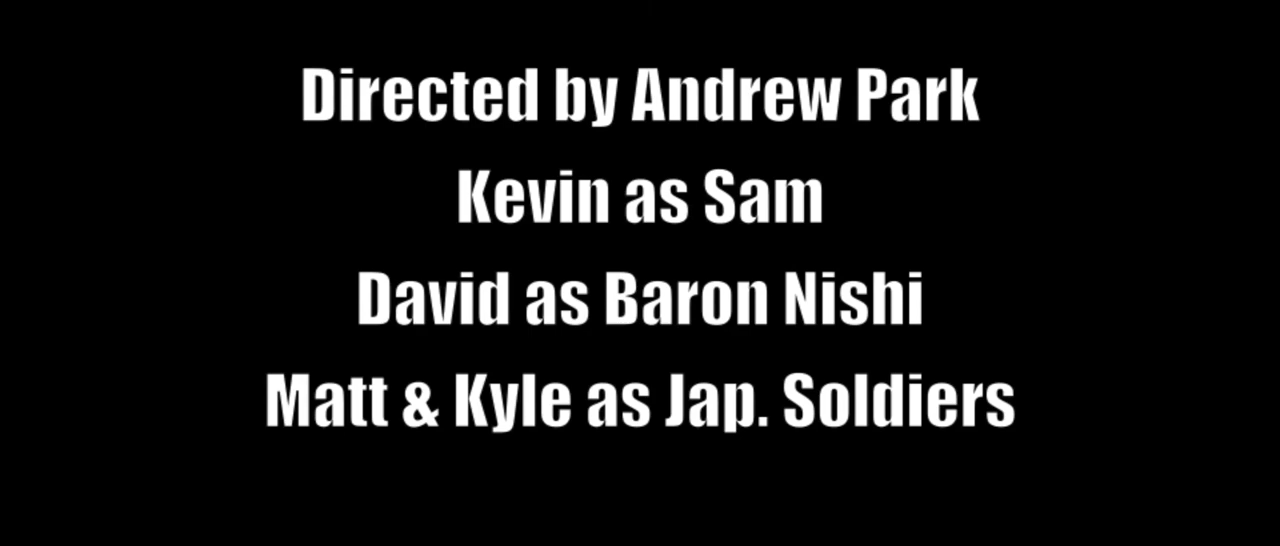 Directed by Andrew Park
Kevin as Sam
David as Baron Nishi
Matt & Kyle as Jap. Soldiers